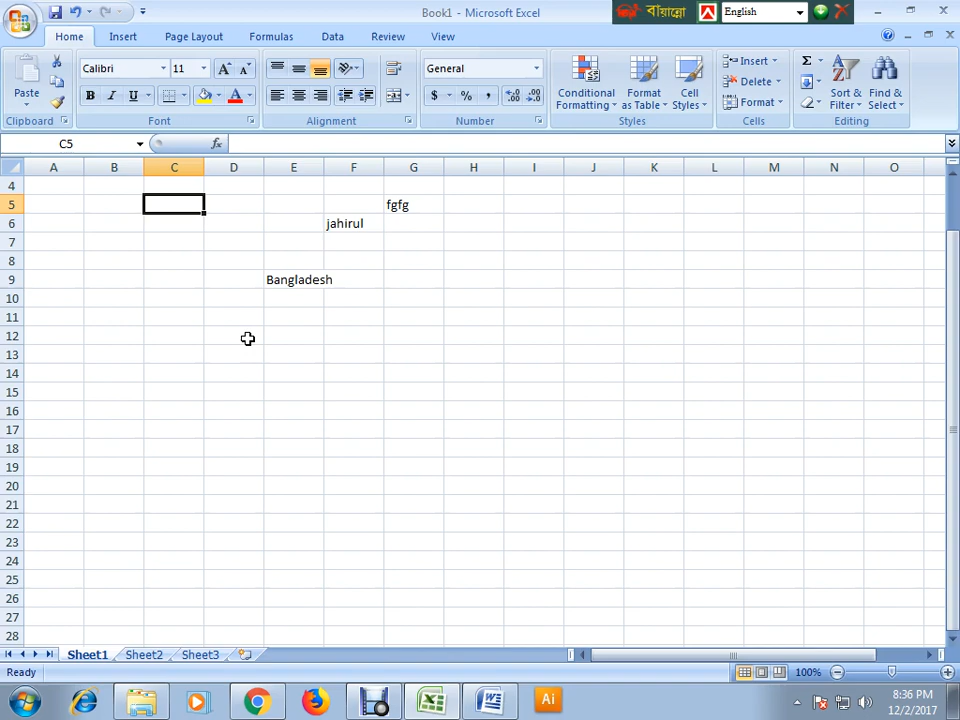 Book1 - Microsoft Excel
বায়ান্নো
English
Home Insert Page Layout Formulas Data Review View
Paste
Calibri 11
B I U
General
$ % ,
Conditional Formatting
Format as Table
Cell Styles
Insert
Delete
Format
Σ
Sort & Filter
Find & Select
Clipboard Font Alignment Number Styles Cells Editing
C5 fx
A B C D E F G H I J K L M N O
4
5 fgfg
6 jahirul
7
8
9 Bangladesh
10
11
12
13
14
15
16
17
18
19
20
21
22
23
24
25
26
27
28
Sheet1 Sheet2 Sheet3
Ready 100%
Ai
8:36 PM
12/2/2017